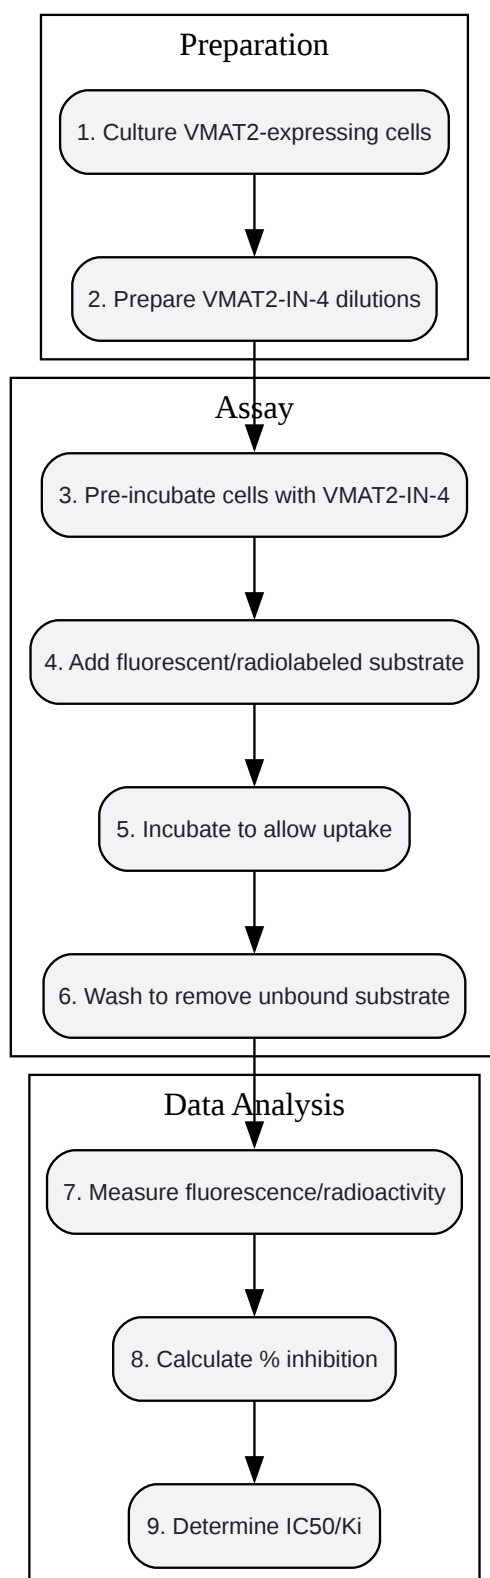 Preparation
1. Culture VMAT2-expressing cells
2. Prepare VMAT2-IN-4 dilutions
Assay
3. Pre-incubate cells with VMAT2-IN-4
4. Add fluorescent/radiolabeled substrate
5. Incubate to allow uptake
6. Wash to remove unbound substrate
Data Analysis
7. Measure fluorescence/radioactivity
8. Calculate % inhibition
9. Determine IC50/Ki